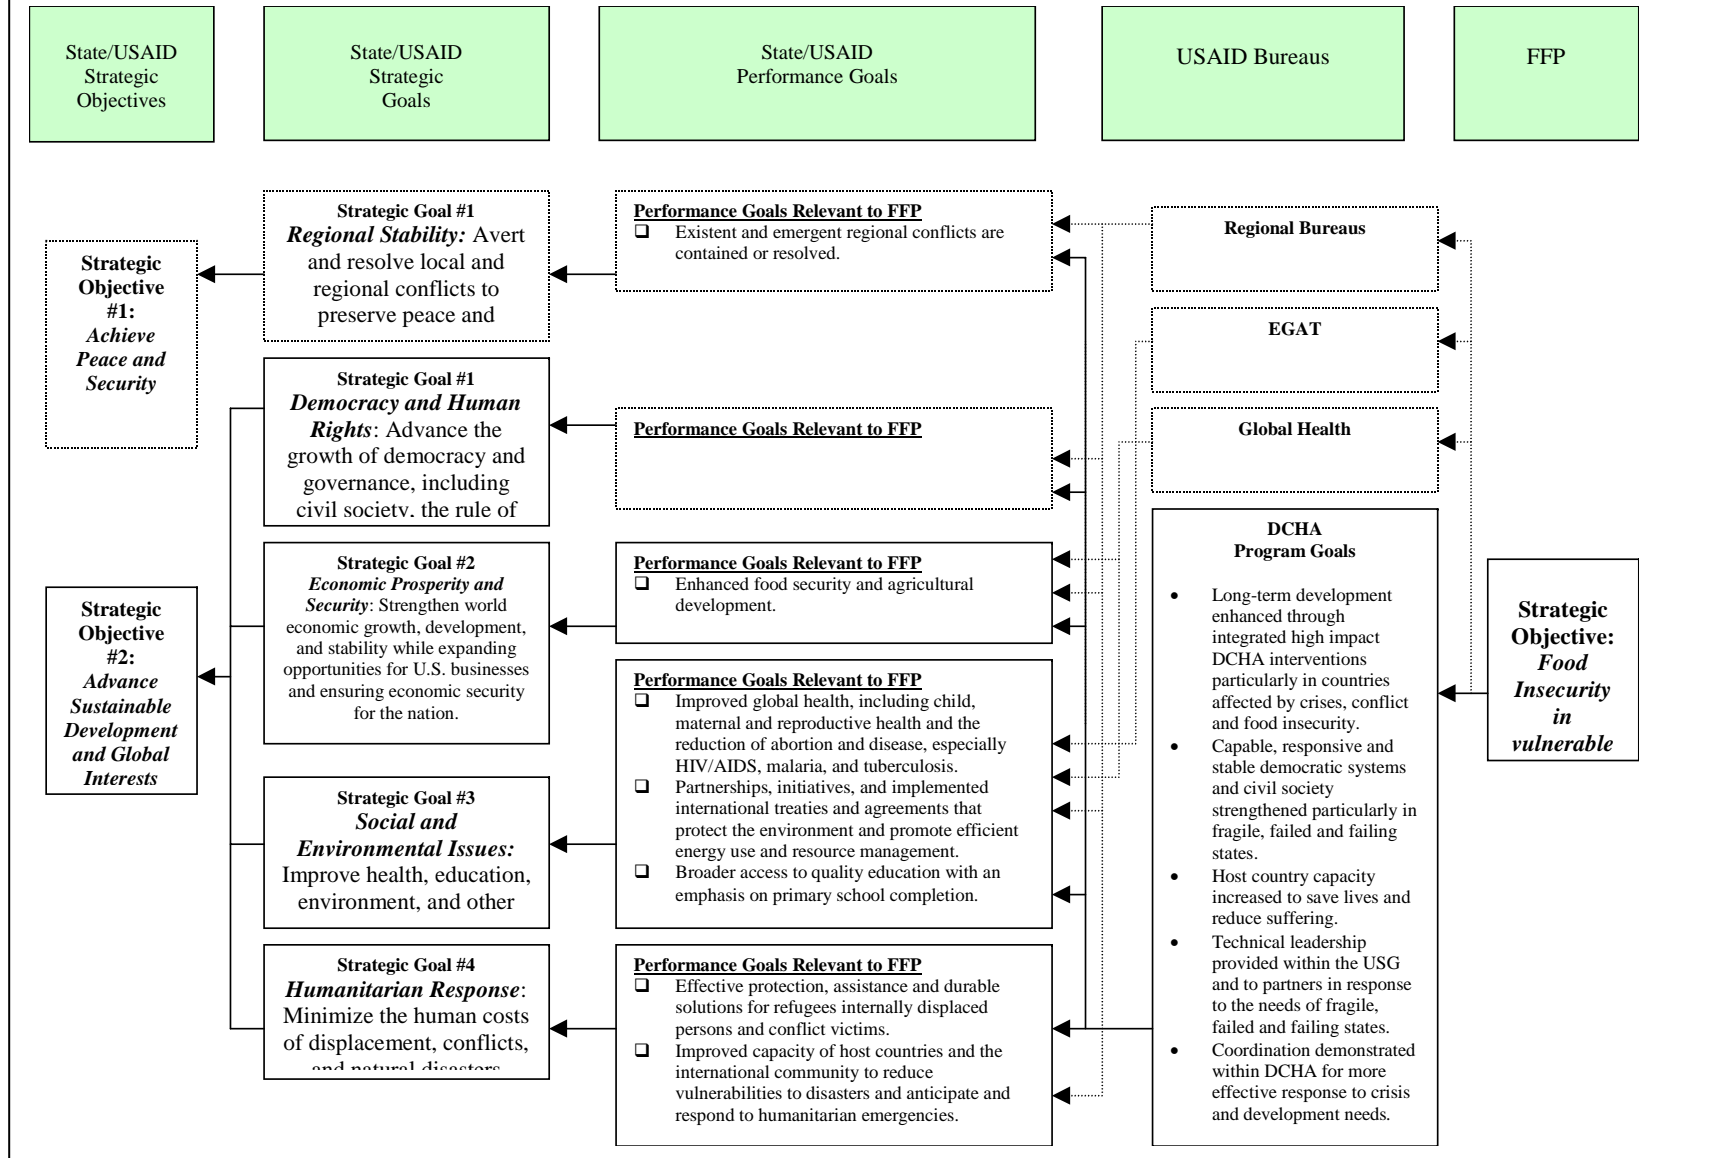 State/USAID
Strategic
Objectives
State/USAID
Strategic
Goals
State/USAID
Performance Goals
USAID Bureaus
FFP
Strategic
Objective
#1:
Achieve
Peace and
Security
Strategic Goal #1
Regional Stability: Avert
and resolve local and
regional conflicts to
preserve peace and
Performance Goals Relevant to FFP
❑ Existent and emergent regional conflicts are
contained or resolved.
Regional Bureaus
EGAT
Global Health
Strategic Goal #1
Democracy and Human
Rights: Advance the
growth of democracy and
governance, including
civil society, the rule of
Performance Goals Relevant to FFP
Strategic
Objective
#2:
Advance
Sustainable
Development
and Global
Interests
Strategic Goal #2
Economic Prosperity and
Security: Strengthen world
economic growth, development,
and stability while expanding
opportunities for U.S. businesses
and ensuring economic security
for the nation.
Performance Goals Relevant to FFP
❑ Enhanced food security and agricultural
development.
Strategic Goal #3
Social and
Environmental Issues:
Improve health, education,
environment, and other
Performance Goals Relevant to FFP
❑ Improved global health, including child,
maternal and reproductive health and the
reduction of abortion and disease, especially
HIV/AIDS, malaria, and tuberculosis.
❑ Partnerships, initiatives, and implemented
international treaties and agreements that
protect the environment and promote efficient
energy use and resource management.
❑ Broader access to quality education with an
emphasis on primary school completion.
Strategic Goal #4
Humanitarian Response:
Minimize the human costs
of displacement, conflicts,
and natural disasters
Performance Goals Relevant to FFP
❑ Effective protection, assistance and durable
solutions for refugees internally displaced
persons and conflict victims.
❑ Improved capacity of host countries and the
international community to reduce
vulnerabilities to disasters and anticipate and
respond to humanitarian emergencies.
DCHA
Program Goals
• Long-term development
enhanced through
integrated high impact
DCHA interventions
particularly in countries
affected by crises, conflict
and food insecurity.
• Capable, responsive and
stable democratic systems
and civil society
strengthened particularly in
fragile, failed and failing
states.
• Host country capacity
increased to save lives and
reduce suffering.
• Technical leadership
provided within the USG
and to partners in response
to the needs of fragile,
failed and failing states.
• Coordination demonstrated
within DCHA for more
effective response to crisis
and development needs.
Strategic
Objective:
Food
Insecurity
in
vulnerable